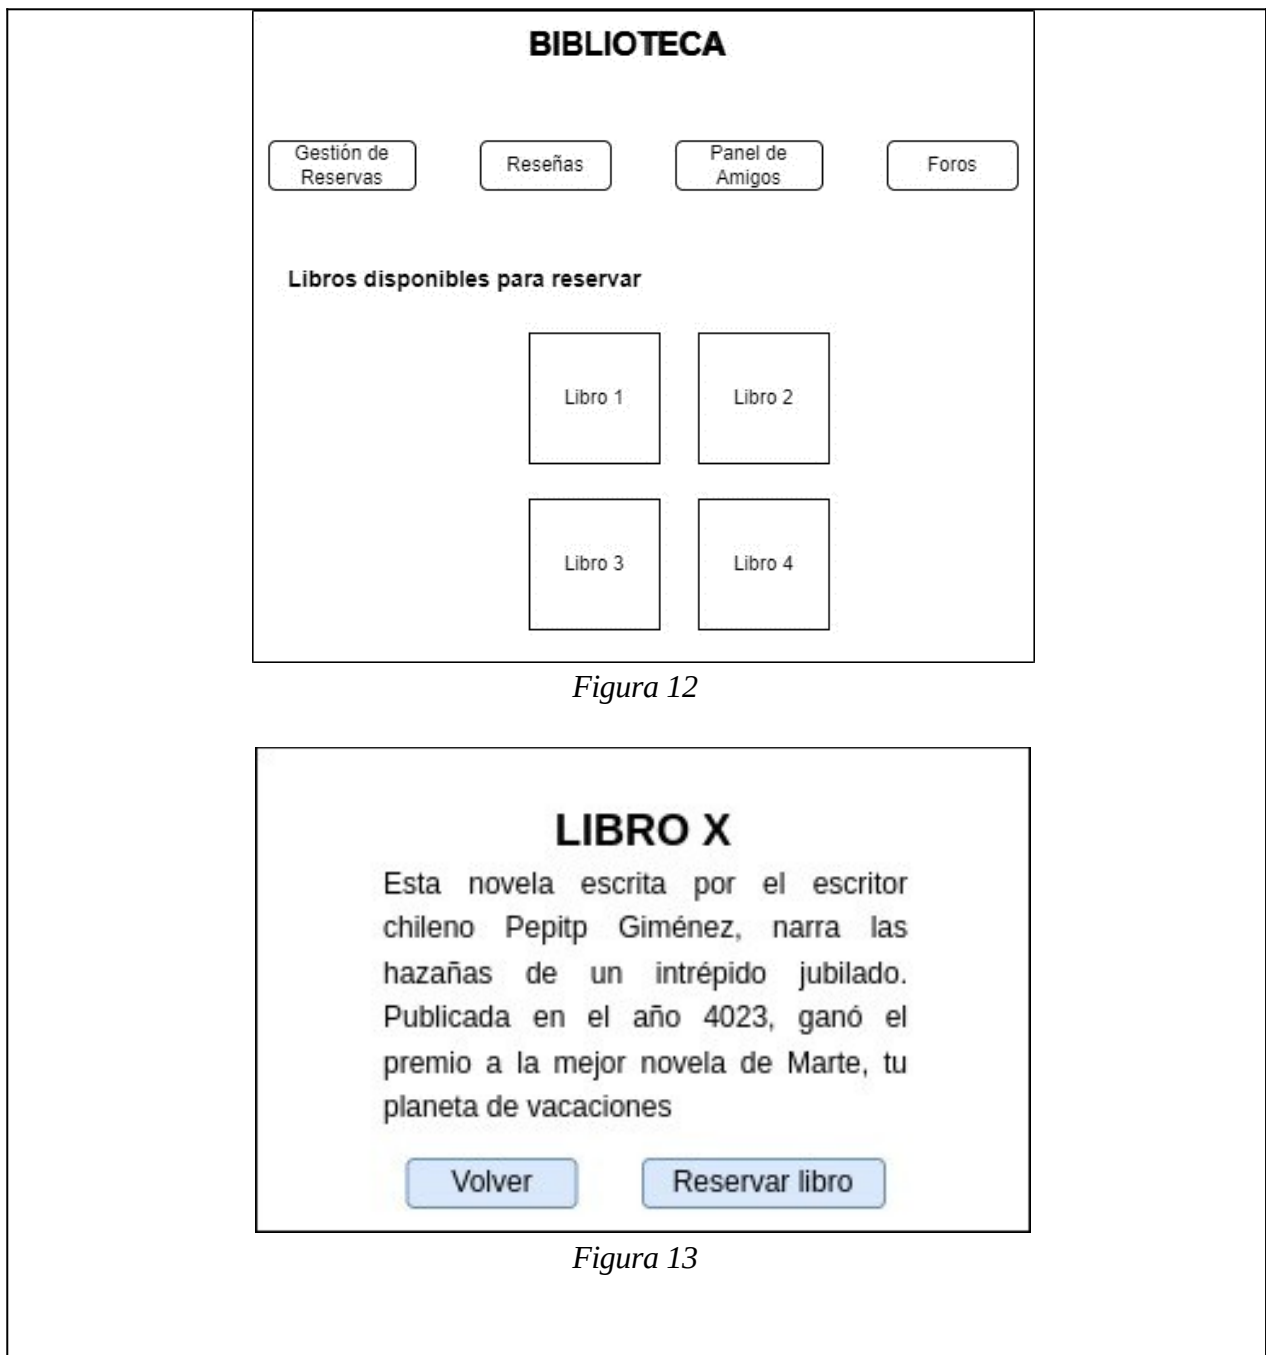 BIBLIOTECA
Gestión de
Reservas
Reseñas
Panel de
Amigos
Foros
Libros disponibles para reservar
Libro 1
Libro 2
Libro 3
Libro 4
Figura 12
LIBRO X
Esta novela escrita por el escritor
chileno Pepitp Giménez, narra las
hazañas de un intrépido jubilado.
Publicada en el año 4023, ganó el
premio a la mejor novela de Marte, tu
planeta de vacaciones
Volver
Reservar libro
Figura 13